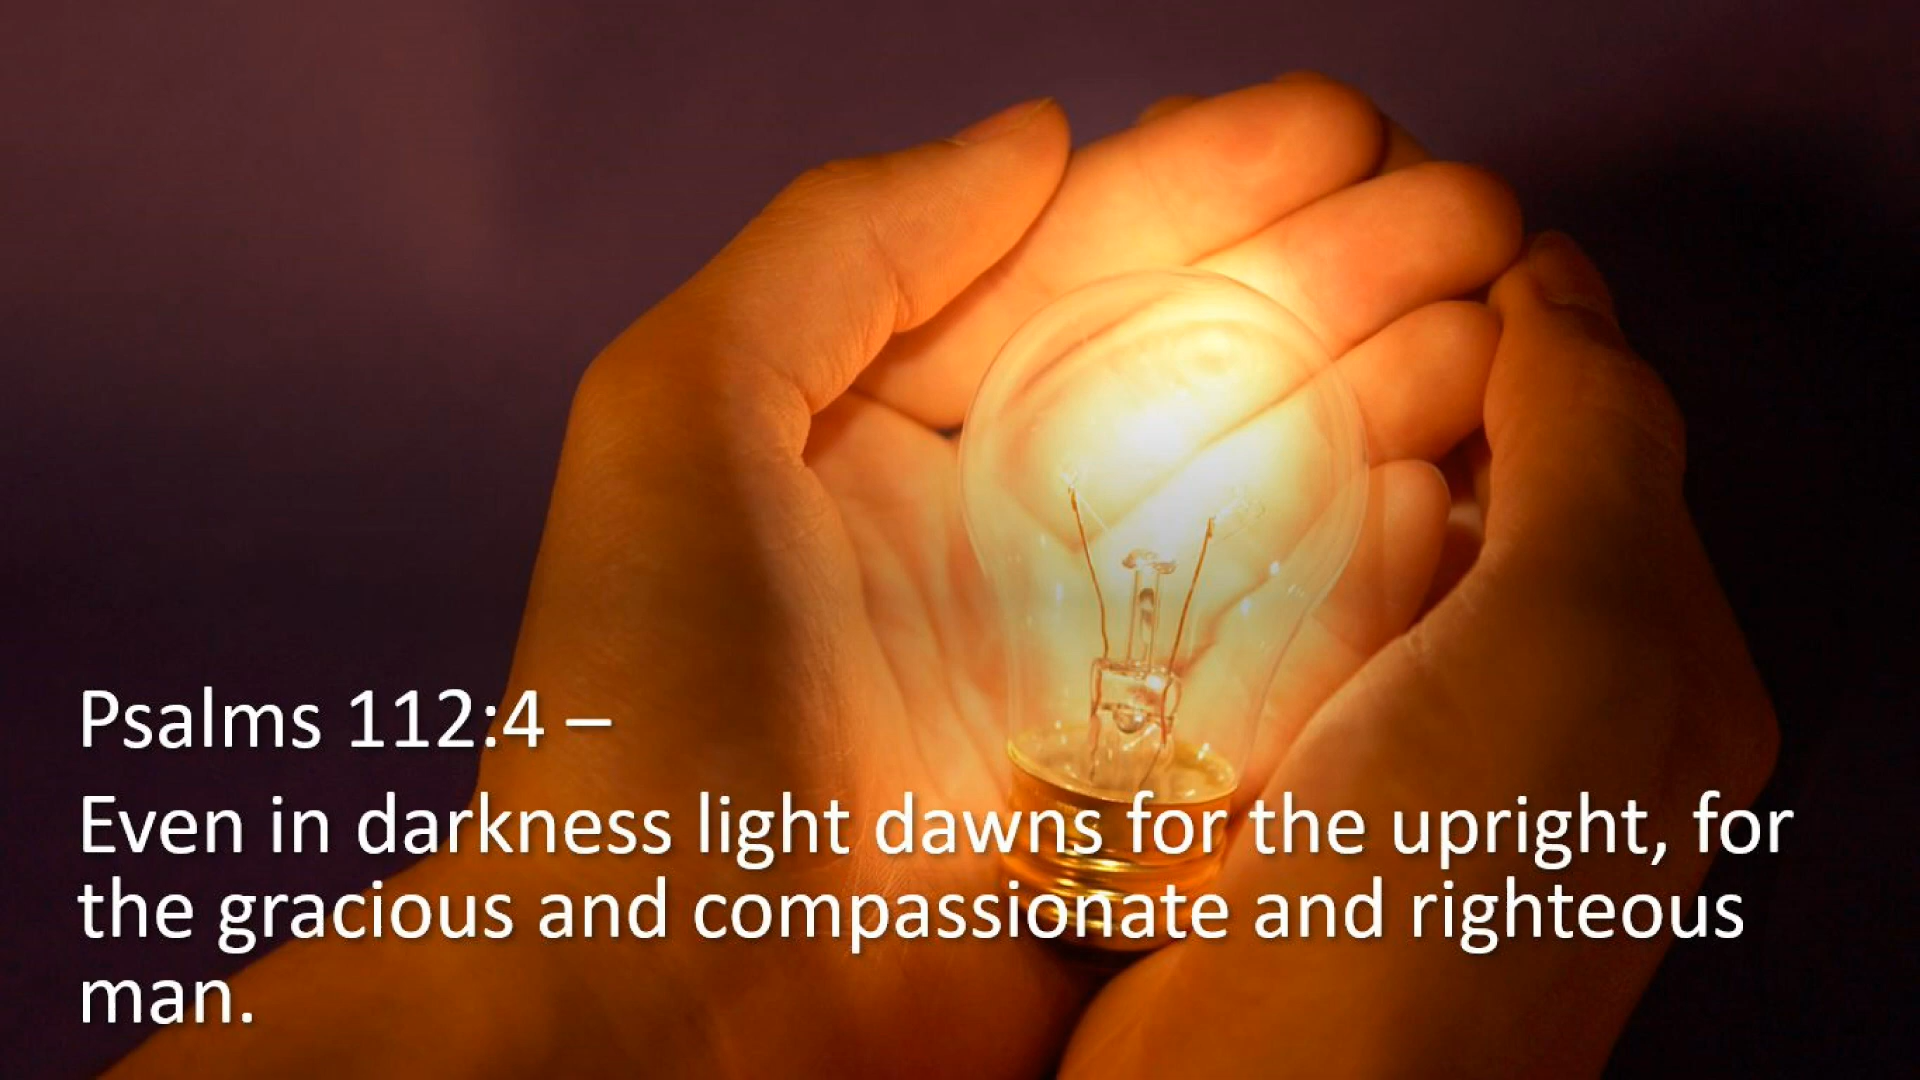 Psalms 112:4 –
Even in darkness light dawns for the upright, for
the gracious and compassionate and righteous
man.